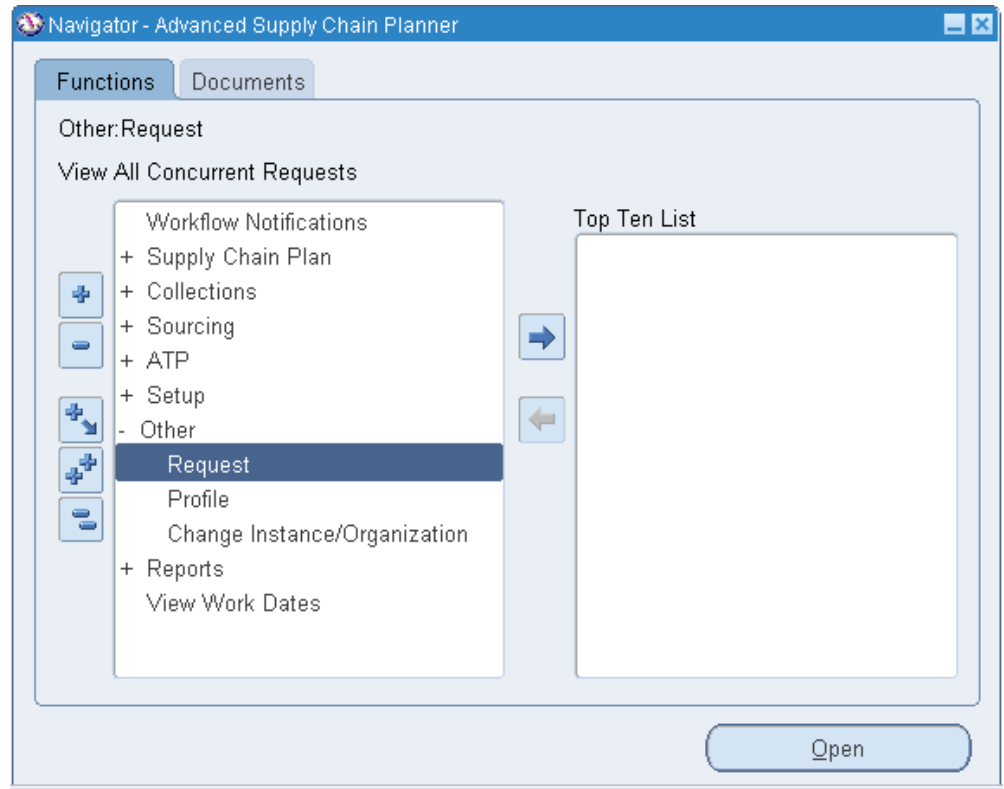 Navigator - Advanced Supply Chain Planner
Functions Documents
Other:Request
View All Concurrent Requests
Top Ten List
Workflow Notifications
+ Supply Chain Plan
+ Collections
+ Sourcing
+ ATP
+ Setup
- Other
Request
Profile
Change Instance/Organization
+ Reports
View Work Dates
Open